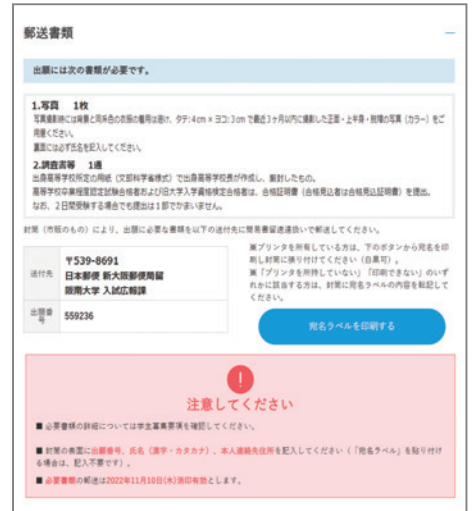 郵送書類
出願には次の書類が必要です。
1.写真 1枚
写真撮影時には背景と同系色の衣服の着用は避け、タテ:4cm × ヨコ:3cmで最近3ヶ月以内に撮影した正面・上半身・脱帽の写真(カラー)をご
用意ください。
裏面には必ず氏名を記入してください。
2.調査書等 1通
出身高等学校所定の用紙(文部科学省様式)で出身高等学校長が作成し、厳封したもの。
高等学校卒業程度認定試験合格者および旧大学入学資格検定合格者は、合格証明書(合格見込者は合格見込証明書)を提出。
なお、2日間受験する場合でも提出は1部でかまいません。
封筒(市販のもの)により、出願に必要な書類を以下の送付先に簡易書留速達扱いで郵送してください。
送付先
〒539-8691
日本郵便 新大阪郵便局留
阪南大学 入試広報課
出願番号
559236
※プリンタを所有している方は、下のボタンから宛名を印
刷し封筒に張り付けてください(白黒可)。
※「プリンタを所持していない」「印刷できない」のいず
れかに該当する方は、封筒に宛名ラベルの内容を転記して
ください。
宛名ラベルを印刷する
!
注意してください
■ 必要書類の詳細については学生募集要項を確認してください。
■ 封筒の表面に出願番号、氏名(漢字・カタカナ)、本人連絡先住所を記入してください(「宛名ラベル」を貼り付け
る場合は、記入不要です)。
■ 必要書類の郵送は2022年11月10日(木)消印有効とします。